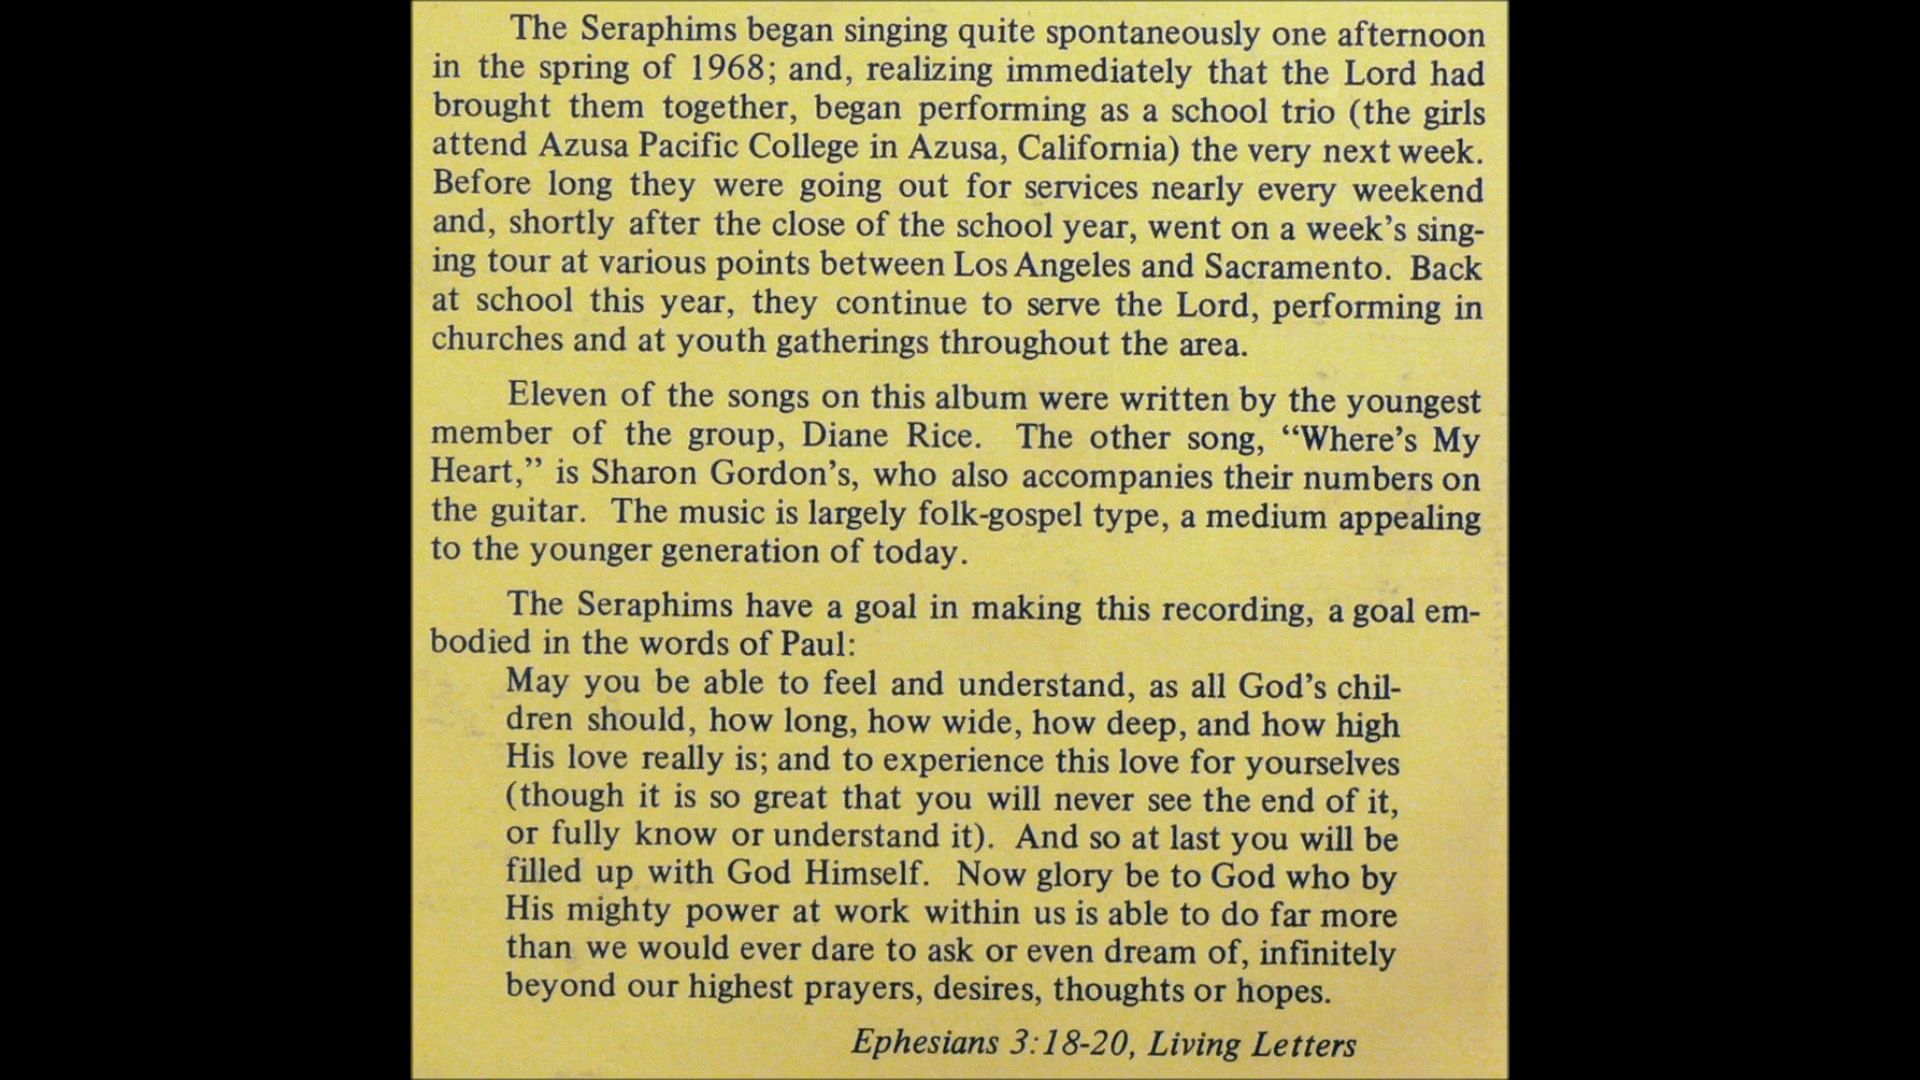 The Seraphims began singing quite spontaneously one afternoon
in the spring of 1968; and, realizing immediately that the Lord had
brought them together, began performing as a school trio (the girls
attend Azusa Pacific College in Azusa, California) the very next week.
Before long they were going out for services nearly every weekend
and, shortly after the close of the school year, went on a week's sing-
ing tour at various points between Los Angeles and Sacramento. Back
at school this year, they continue to serve the Lord, performing in
churches and at youth gatherings throughout the area.
Eleven of the songs on this album were written by the youngest
member of the group, Diane Rice. The other song, “Where's My
Heart,” is Sharon Gordon's, who also accompanies their numbers on
the guitar. The music is largely folk-gospel type, a medium appealing
to the younger generation of today.
The Seraphims have a goal in making this recording, a goal em-
bodied in the words of Paul:
May you be able to feel and understand, as all God's chil-
dren should, how long, how wide, how deep, and how high
His love really is; and to experience this love for yourselves
(though it is so great that you will never see the end of it,
or fully know or understand it). And so at last you will be
filled up with God Himself. Now glory be to God who by
His mighty power at work within us is able to do far more
than we would ever dare to ask or even dream of, infinitely
beyond our highest prayers, desires, thoughts or hopes.
Ephesians 3:18-20, Living Letters